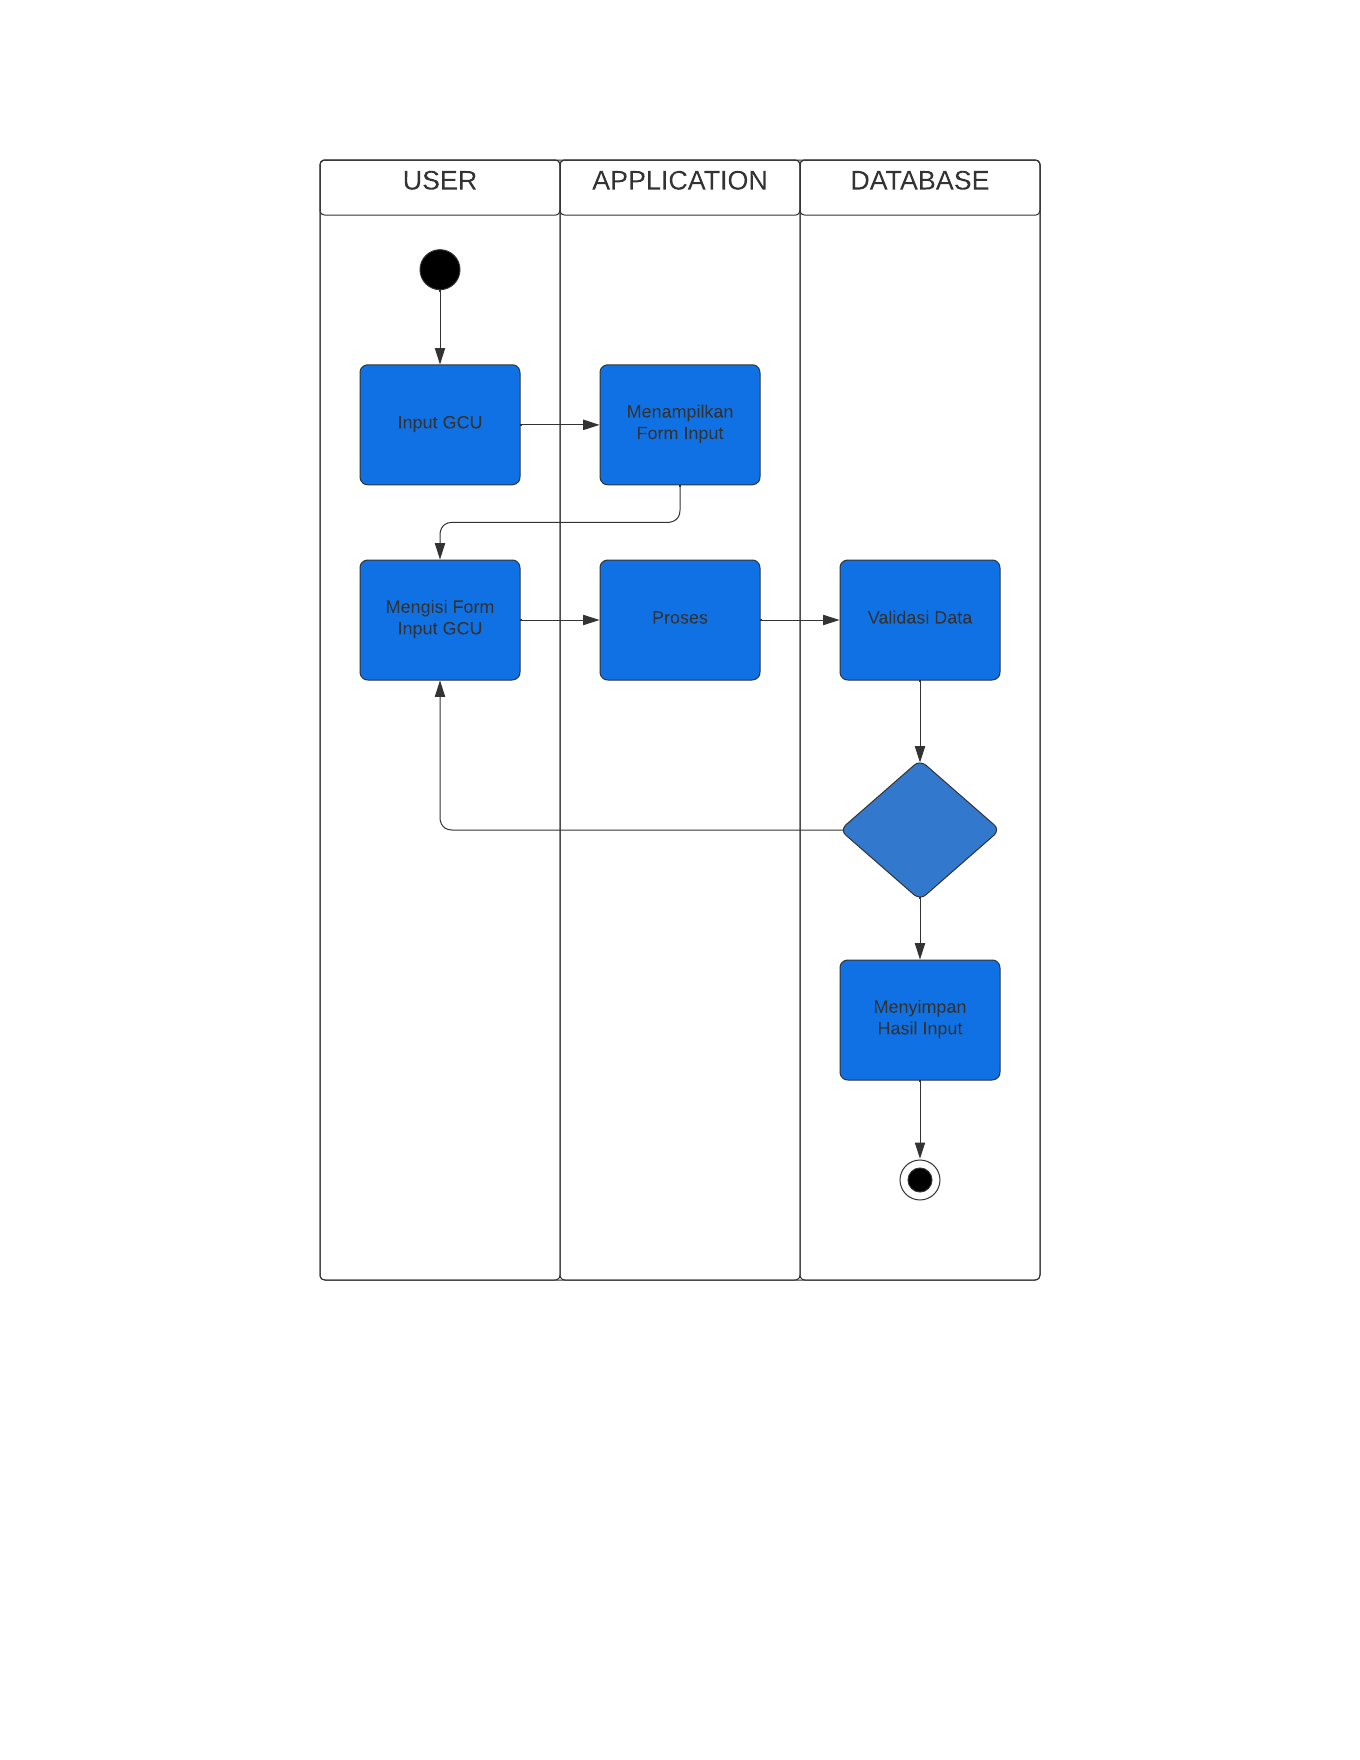 USER
APPLICATION
DATABASE
Input GCU
Menampilkan
Form Input
Mengisi Form
Input GCU
Proses
Validasi Data
Menyimpan
Hasil Input